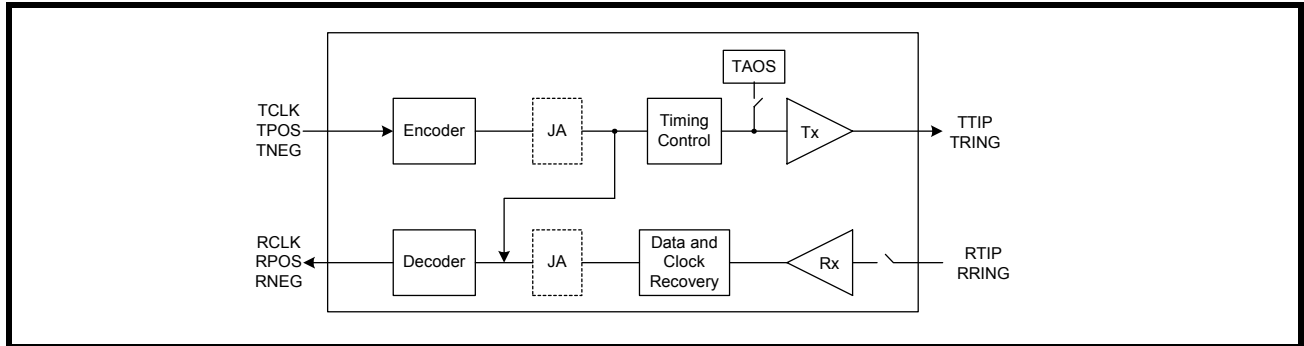 TAOS
TCLK
TPOS
TNEG
Encoder
JA
Timing
Control
Tx
TTIP
TRING
RCLK
RPOS
RNEG
Decoder
JA
Data and
Clock
Recovery
Rx
RTIP
RRING